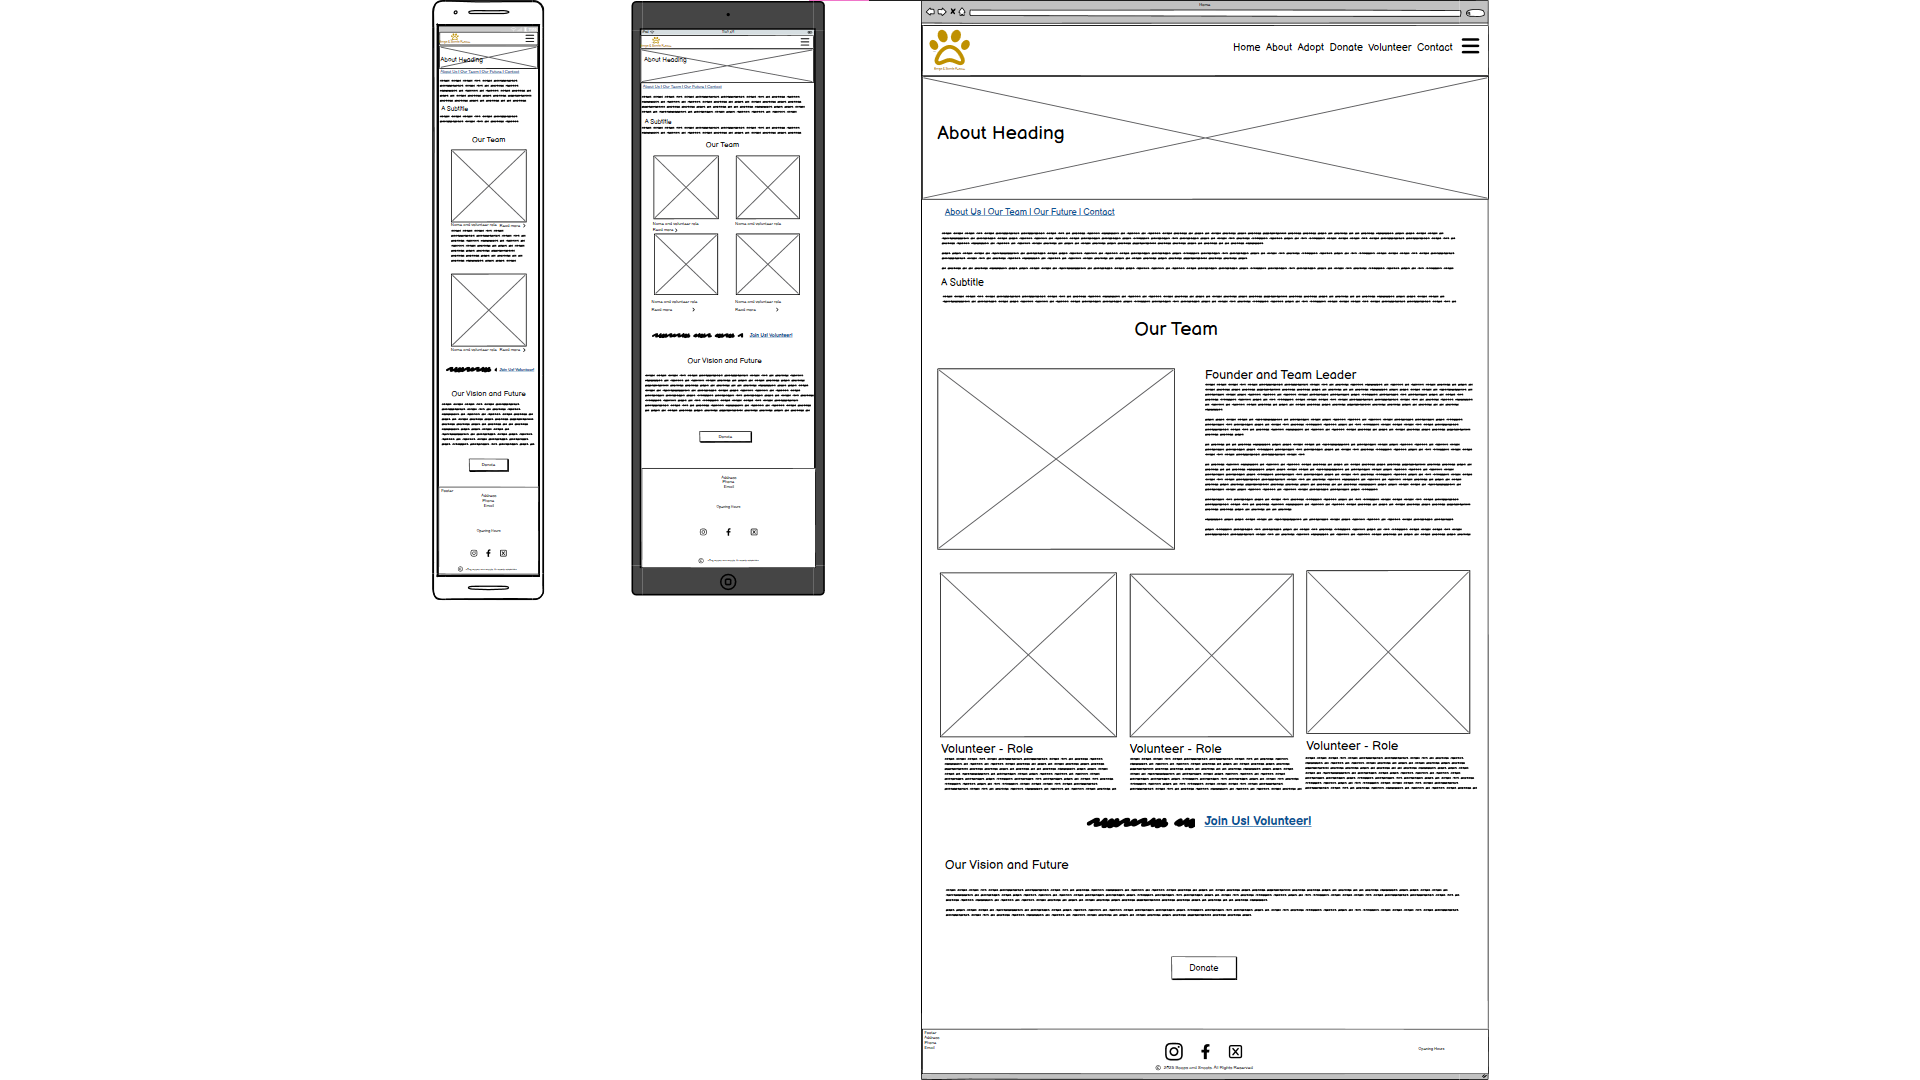 About Heading
About Us | Our Team | Our Future | Contact
A Subtitle
Our Team
Name and volunteer role Read more
Name and volunteer role Read more
Join Us! Volunteer!
Our Vision and Future
Donate
Footer
Address
Phone
Email
Opening Hours
About Heading
About Us | Our Team | Our Future | Contact
A Subtitle
Our Team
Name and volunteer role Name and volunteer role
Read more
Name and volunteer role Name and volunteer role
Read more Read more
Join Us! Volunteer!
Our Vision and Future
Donate
Address
Phone
Email
Opening Hours
Home
Home About Adopt Donate Volunteer Contact
About Heading
About Us | Our Team | Our Future | Contact
A Subtitle
Our Team
Founder and Team Leader
Volunteer - Role Volunteer - Role Volunteer - Role
Join Us! Volunteer!
Our Vision and Future
Donate
Footer
Address
Phone
Email
Opening Hours
All Rights Reserved